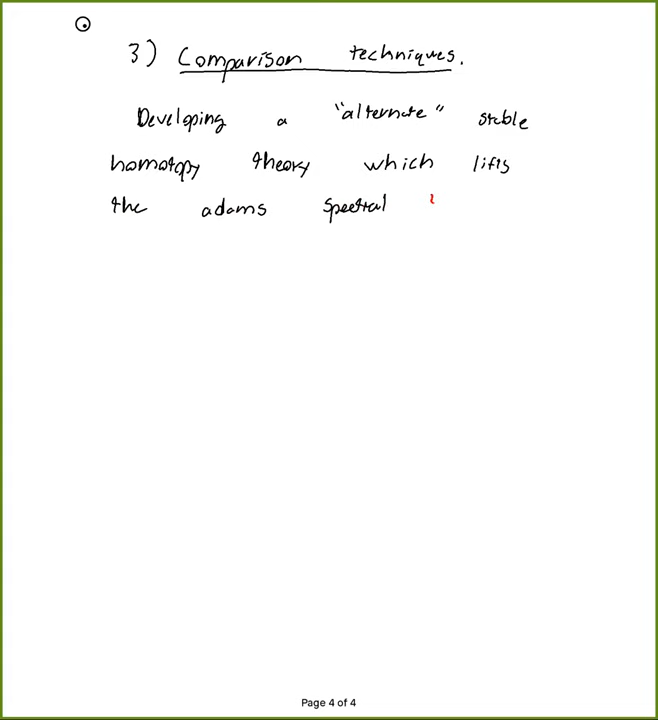 3) Comparison techniques.
Developing a "alternate" stable
homotopy theory which lifts
the adams spectral
Page 4 of 4